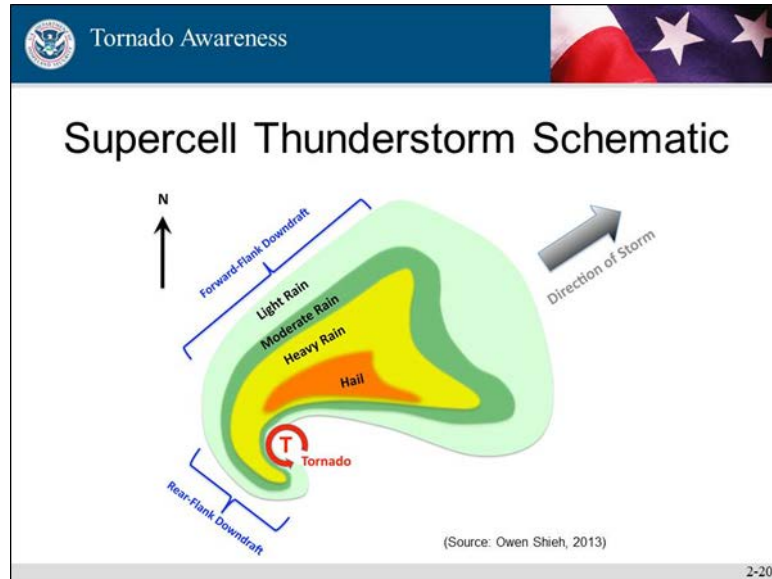 Tornado Awareness
Supercell Thunderstorm Schematic
N
Forward-Flank Downdraft
Direction of Storm
Light Rain
Moderate Rain
Heavy Rain
Hail
T
Tornado
Rear-Flank Downdraft
(Source: Owen Shieh, 2013)
2-20